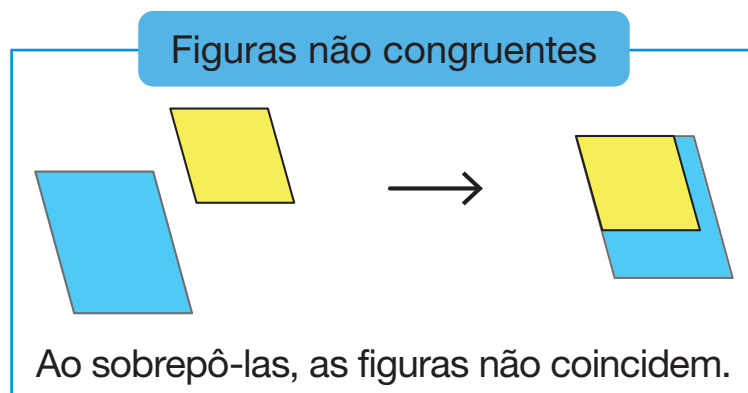 Figuras não congruentes
Ao sobrepô-las, as figuras não coincidem.